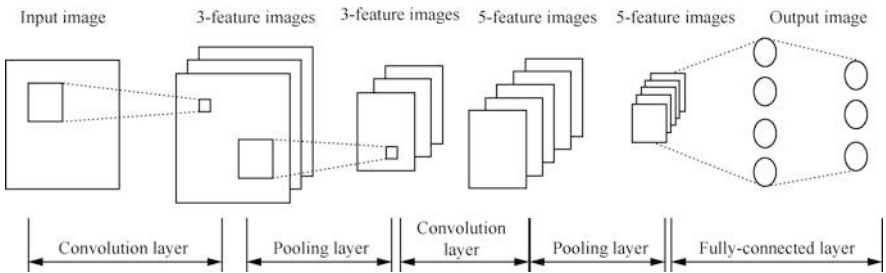 Input image
3-feature images
3-feature images
5-feature images
5-feature images
Output image
Convolution layer
Pooling layer
Convolution
layer
Pooling layer
Fully-connected layer